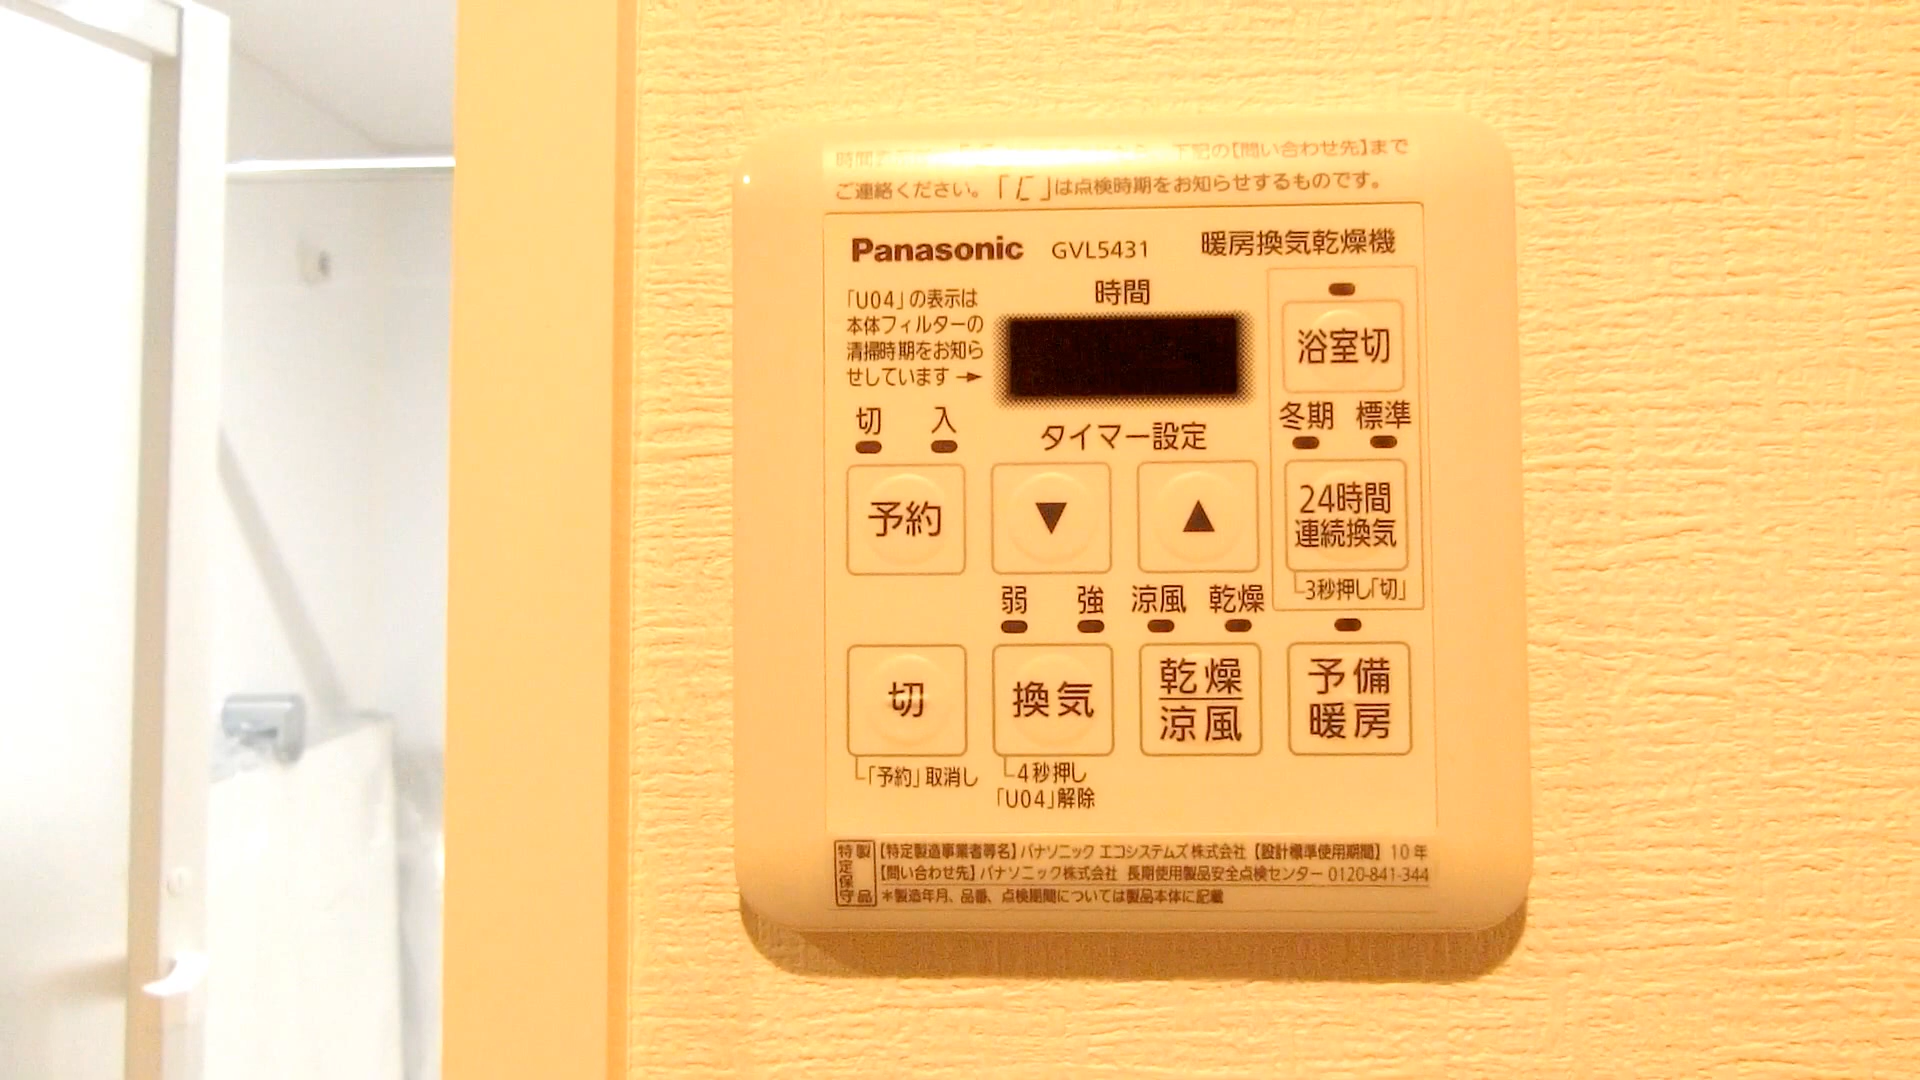 時間
下記の【問い合わせ先】まで
ご連絡ください。「C」は点検時期をお知らせするものです。
Panasonic GVL5431 暖房換気乾燥機
「U04」の表示は
本体フィルターの
清掃時期をお知ら
せしています→
時間
浴室切
切 入
タイマー設定
冬期 標準
予約 ▼ ▲
24時間
連続換気
3秒押し「切」
弱 強 涼風 乾燥
切 換気
乾燥
涼風
予備
暖房
「予約」取消し
4秒押し
「U04」解除
特定保守製品
【特定製造事業者等名】パナソニック エコシステムズ株式会社【設計標準使用期間】10年
【問い合わせ先】パナソニック株式会社 長期使用製品安全点検センター 0120-841-344
＊製造年月、品番、点検期間については製品本体に記載